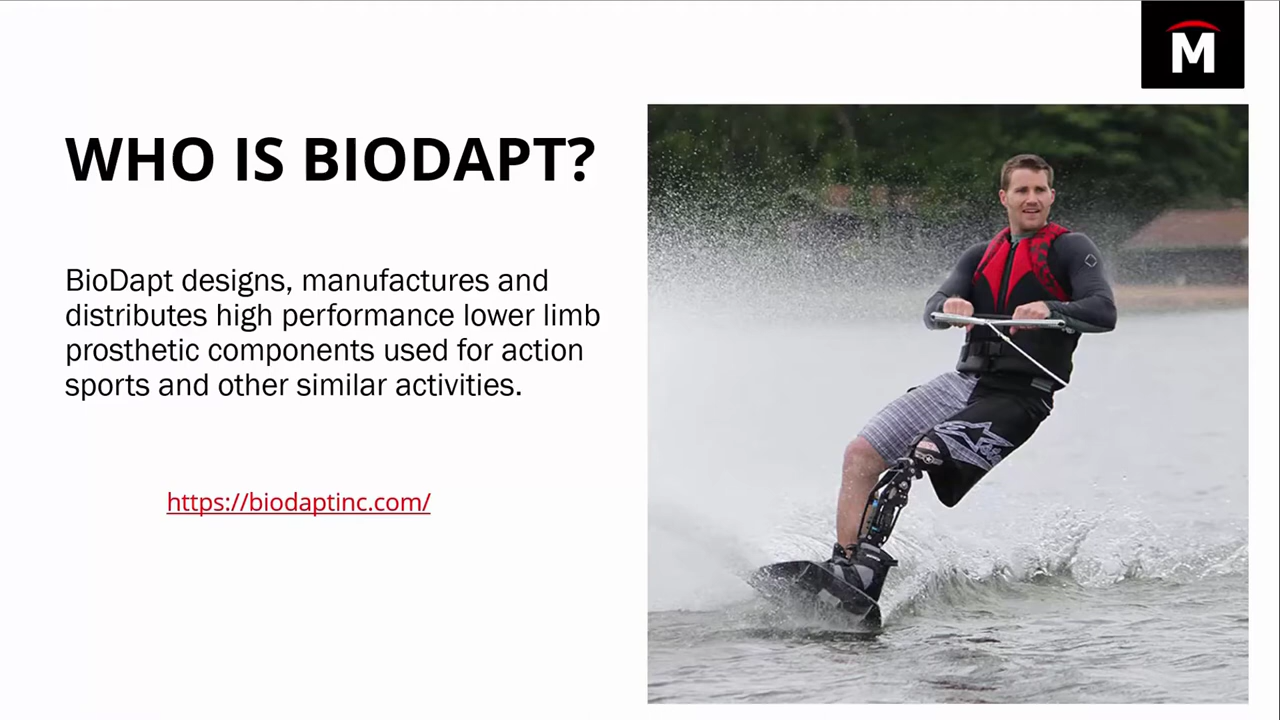 M
WHO IS BIODAPT?
BioDapt designs, manufactures and
distributes high performance lower limb
prosthetic components used for action
sports and other similar activities.
https://biodaptinc.com/